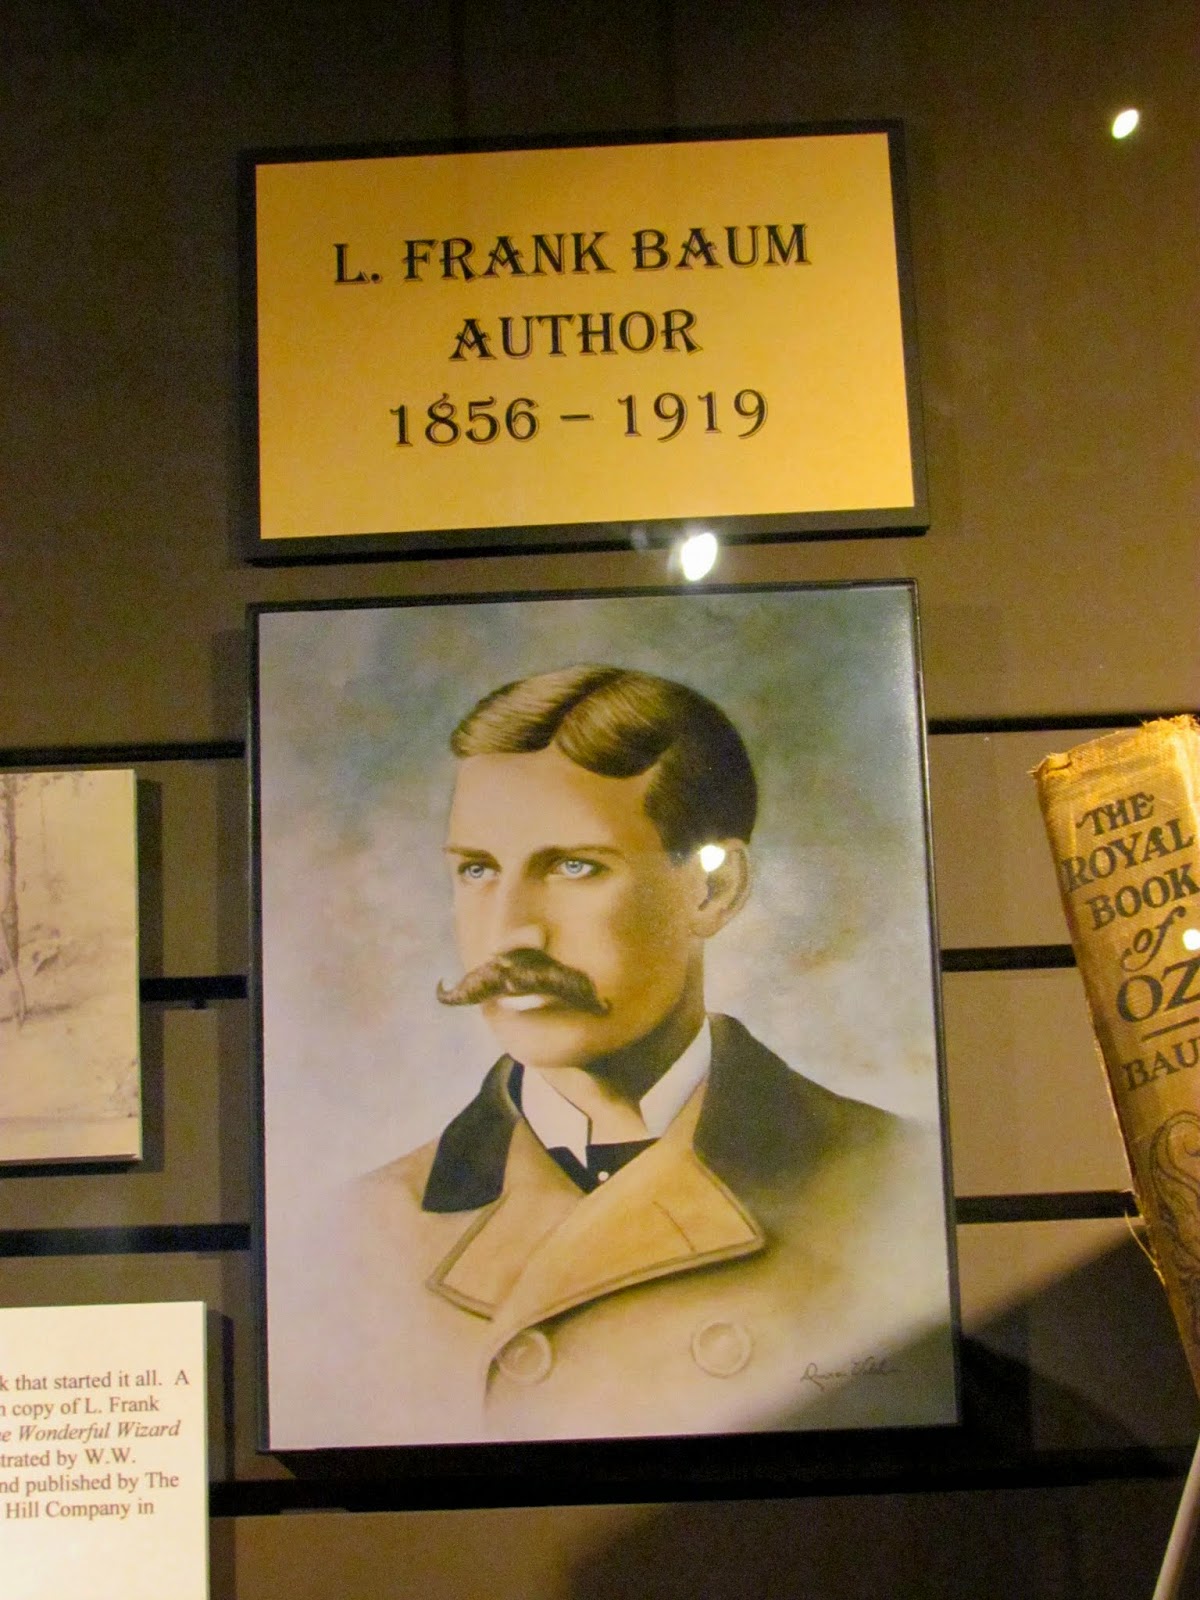 L. FRANK BAUM
AUTHOR
1856 – 1919
THE
ROYAL
BOOK
of
OZ
BAU
k that started it all. A
n copy of L. Frank
e Wonderful Wizard
trated by W.W.
nd published by The
Hill Company in